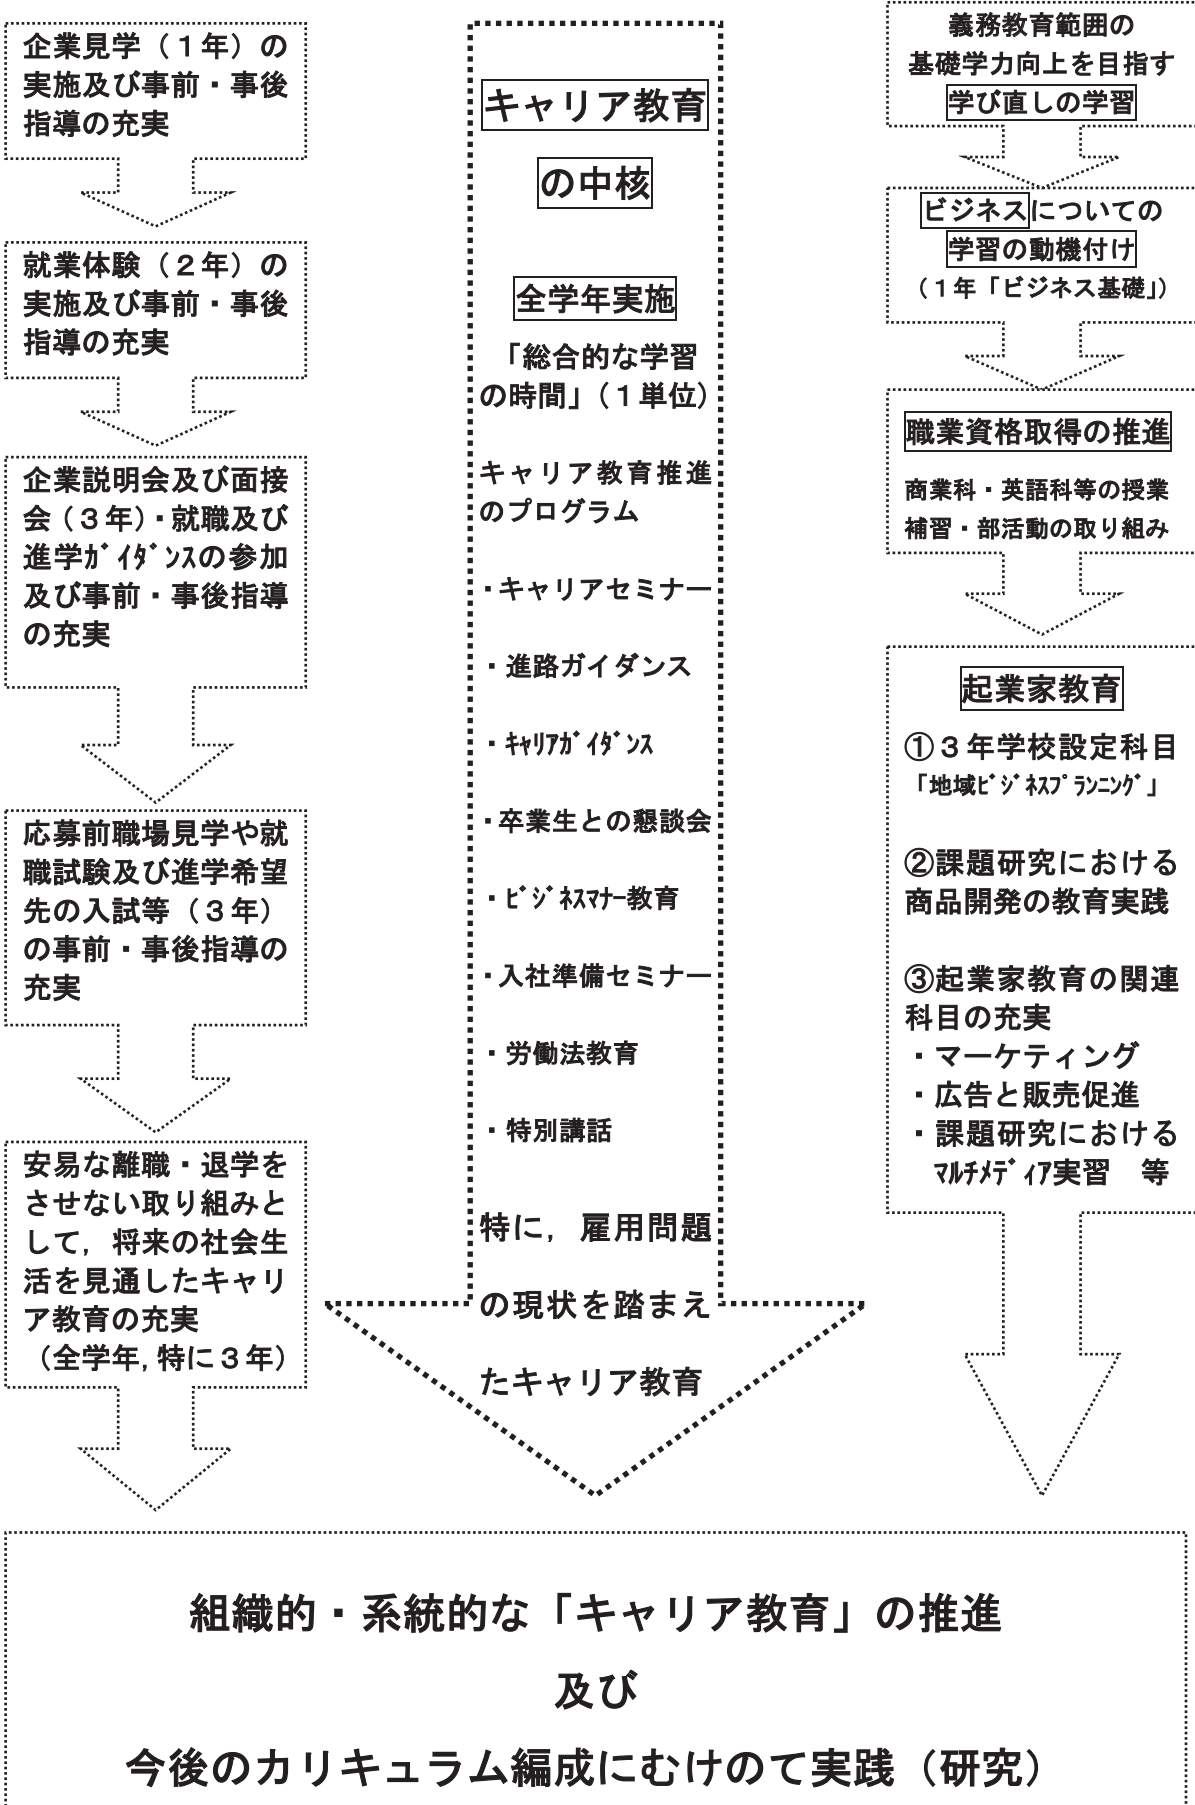 企業見学（１年）の
実施及び事前・事後
指導の充実
就業体験（２年）の
実施及び事前・事後
指導の充実
企業説明会及び面接
会（３年）・就職及び
進学ｶﾞｲﾀﾞﾝｽの参加
及び事前・事後指導
の充実
応募前職場見学や就
職試験及び進学希望
先の入試等（３年）
の事前・事後指導の
充実
安易な離職・退学を
させない取り組みと
して，将来の社会生
活を見通したキャリ
ア教育の充実
（全学年，特に３年）
キャリア教育
の中核
全学年実施
「総合的な学習
の時間」（１単位）
キャリア教育推進
のプログラム
・キャリアセミナー
・進路ガイダンス
・ｷｬﾘｱｶﾞｲﾀﾞﾝｽ
・卒業生との懇談会
・ﾋﾞｼﾞﾈｽﾏﾅｰ教育
・入社準備セミナー
・労働法教育
・特別講話
特に，雇用問題
の現状を踏まえ
たキャリア教育
義務教育範囲の
基礎学力向上を目指す
学び直しの学習
ビジネスについての
学習の動機付け
（１年「ビジネス基礎」）
職業資格取得の推進
商業科・英語科等の授業
補習・部活動の取り組み
起業家教育
①３年学校設定科目
「地域ﾋﾞｼﾞﾈｽﾌﾟﾗﾝﾆﾝｸﾞ」
②課題研究における
商品開発の教育実践
③起業家教育の関連
科目の充実
・マーケティング
・広告と販売促進
・課題研究における
ﾏﾙﾁﾒﾃﾞｨｱ実習　等
組織的・系統的な「キャリア教育」の推進
及び
今後のカリキュラム編成にむけのて実践（研究）